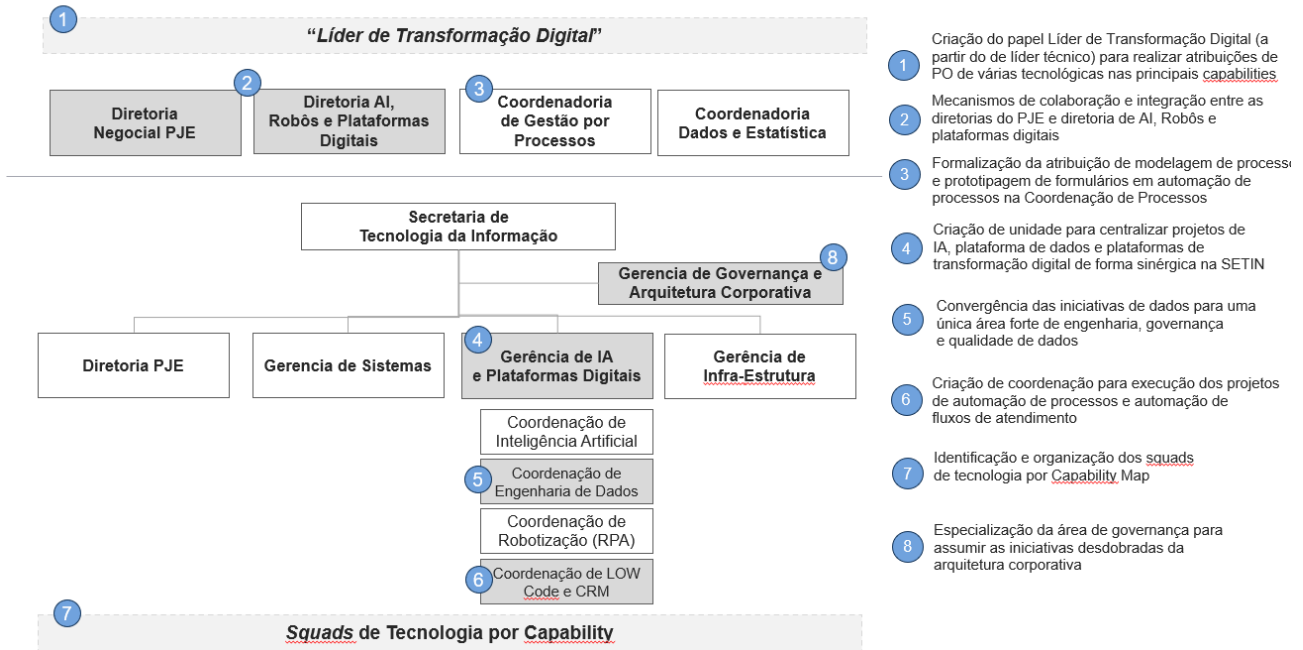 1
“Líder de Transformação Digital”
2
3
Diretoria
Negocial PJE
Diretoria AI,
Robôs e Plataformas
Digitais
Coordenadoria
de Gestão por
Processos
Coordenadoria
Dados e Estatística
Secretaria de
Tecnologia da Informação
8
Gerencia de Governança e
Arquitetura Corporativa
Diretoria PJE
Gerencia de Sistemas
4
Gerência de IA
e Plataformas Digitais
Gerência de
Infra-Estrutura
Coordenação de
Inteligência Artificial
5
Coordenação de
Engenharia de Dados
Coordenação de
Robotização (RPA)
6
Coordenação de LOW
Code e CRM
7
Squads de Tecnologia por Capability
1
Criação do papel Líder de Transformação Digital (a
partir do de líder técnico) para realizar atribuições de
PO de várias tecnológicas nas principais capabilities
2
Mecanismos de colaboração e integração entre as
diretorias do PJE e diretoria de AI, Robôs e
plataformas digitais
3
Formalização da atribuição de modelagem de processo
e prototipagem de formulários em automação de
processos na Coordenação de Processos
4
Criação de unidade para centralizar projetos de
IA, plataforma de dados e plataformas de
transformação digital de forma sinérgica na SETIN
5
Convergência das iniciativas de dados para uma
única área forte de engenharia, governança
e qualidade de dados
6
Criação de coordenação para execução dos projetos
de automação de processos e automação de
fluxos de atendimento
7
Identificação e organização dos squads
de tecnologia por Capability Map
8
Especialização da área de governança para
assumir as iniciativas desdobradas da
arquitetura corporativa